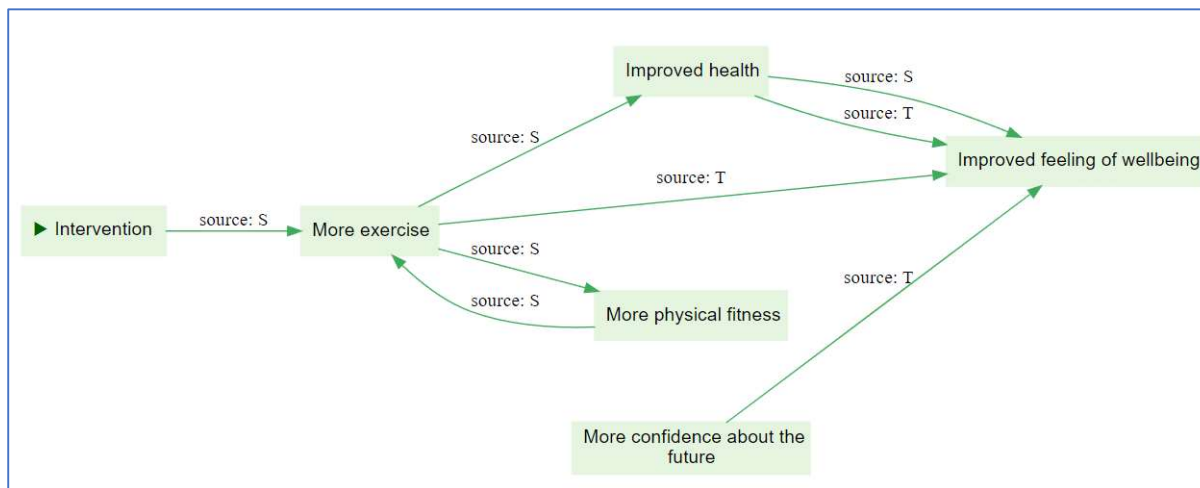 Improved health
source: S
source: T
source: S
Improved feeling of wellbeing
source: T
▶ Intervention
source: S
More exercise
source: S
source: S
More physical fitness
source: T
More confidence about the
future